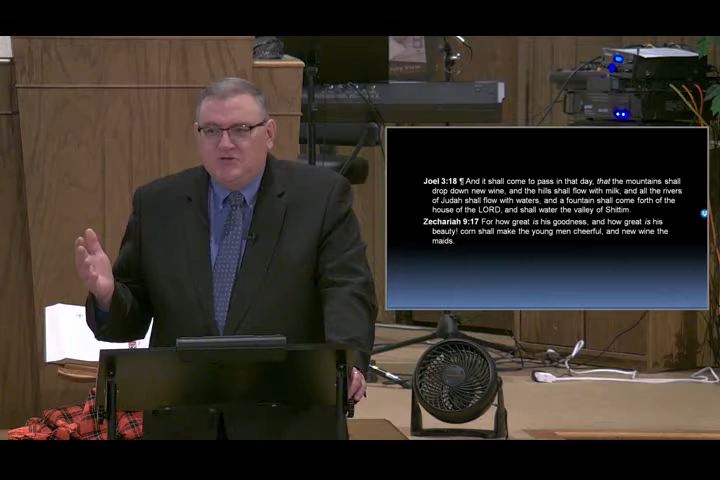 Joel 3:18 ¶ And it shall come to pass in that day, that the mountains shall
drop down new wine, and the hills shall flow with milk, and all the rivers
of Judah shall flow with waters, and a fountain shall come forth of the
house of the LORD, and shall water the valley of Shittim.
Zechariah 9:17 For how great is his goodness, and how great is his
beauty! corn shall make the young men cheerful, and new wine the
maids.